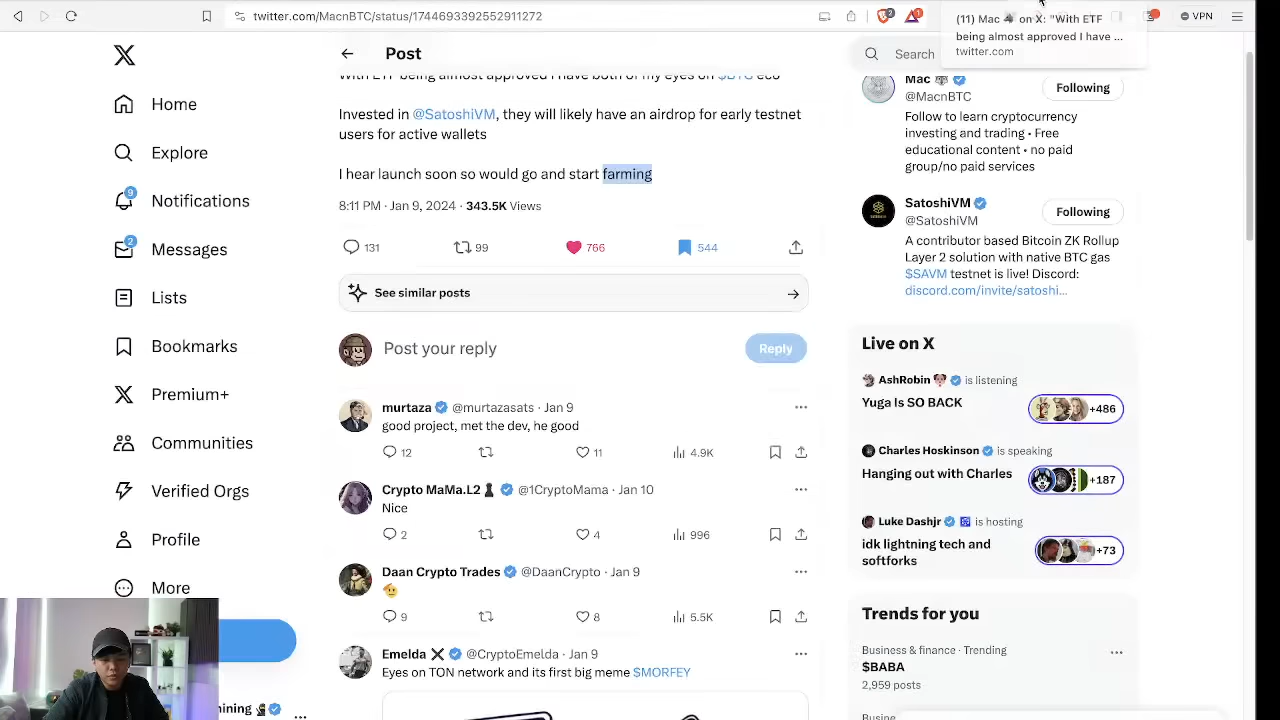 twitter.com/MacnBTC/status/1744693392552911272
2
1
VPN
(11) Mac on X: "With ETF
being almost approved I have ...
twitter.com
X
Home
Explore
9
Notifications
2
Messages
Lists
Bookmarks
Premium+
Communities
Verified Orgs
Profile
More
Post
With ETF being almost approved I have both of my eyes on $BTC eco
Invested in @SatoshiVM, they will likely have an airdrop for early testnet
users for active wallets
I hear launch soon so would go and start farming
8:11 PM · Jan 9, 2024 · 343.5K Views
131 99 766 544
See similar posts
Post your reply
Reply
murtaza @murtazasats · Jan 9
good project, met the dev, he good
12 11 4.9K
Crypto MaMa.L2 @1CryptoMama · Jan 10
Nice
2 4 996
Daan Crypto Trades @DaanCrypto · Jan 9
9 8 5.5K
Emelda @CryptoEmelda · Jan 9
Eyes on TON network and its first big meme $MORFEY
Search
Mac
@MacnBTC
Following
Follow to learn cryptocurrency
investing and trading • Free
educational content • no paid
group/no paid services
SatoshiVM
@SatoshiVM
Following
A contributor based Bitcoin ZK Rollup
Layer 2 solution with native BTC gas
$SAVM testnet is live! Discord:
discord.com/invite/satoshi...
Live on X
AshRobin is listening
Yuga Is SO BACK
+486
Charles Hoskinson is speaking
Hanging out with Charles
+187
Luke Dashjr is hosting
idk lightning tech and
softforks
+73
Trends for you
Business & finance · Trending
$BABA
2,959 posts